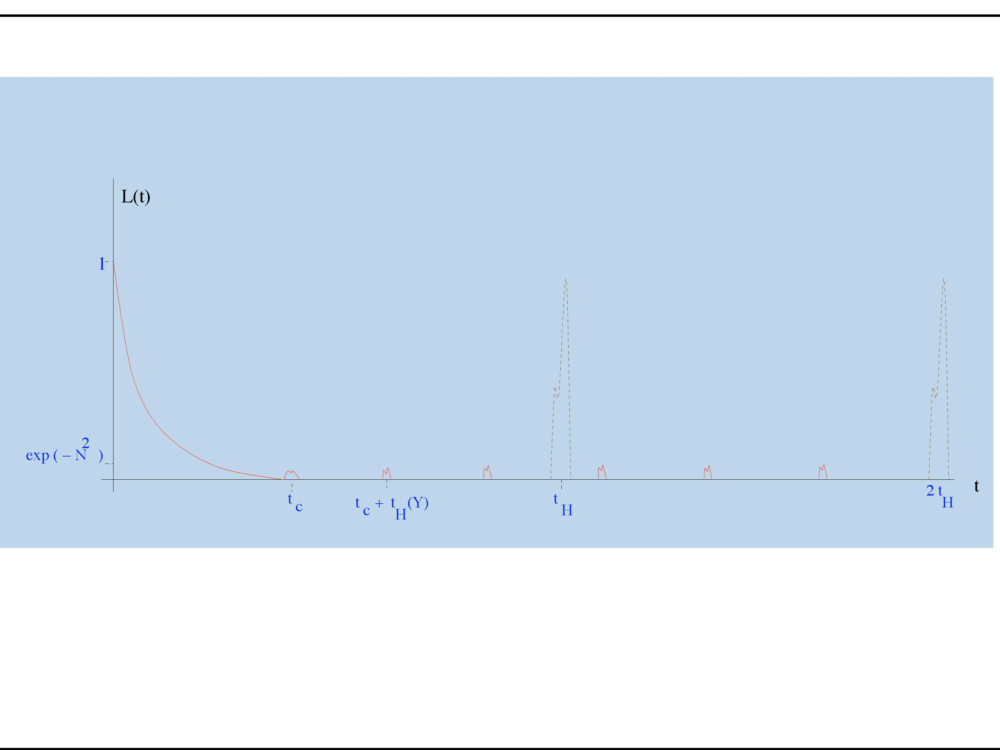 L(t)
1
exp ( – N² )
t
t_c
t_c + t_H (Y)
t_H
2 t_H